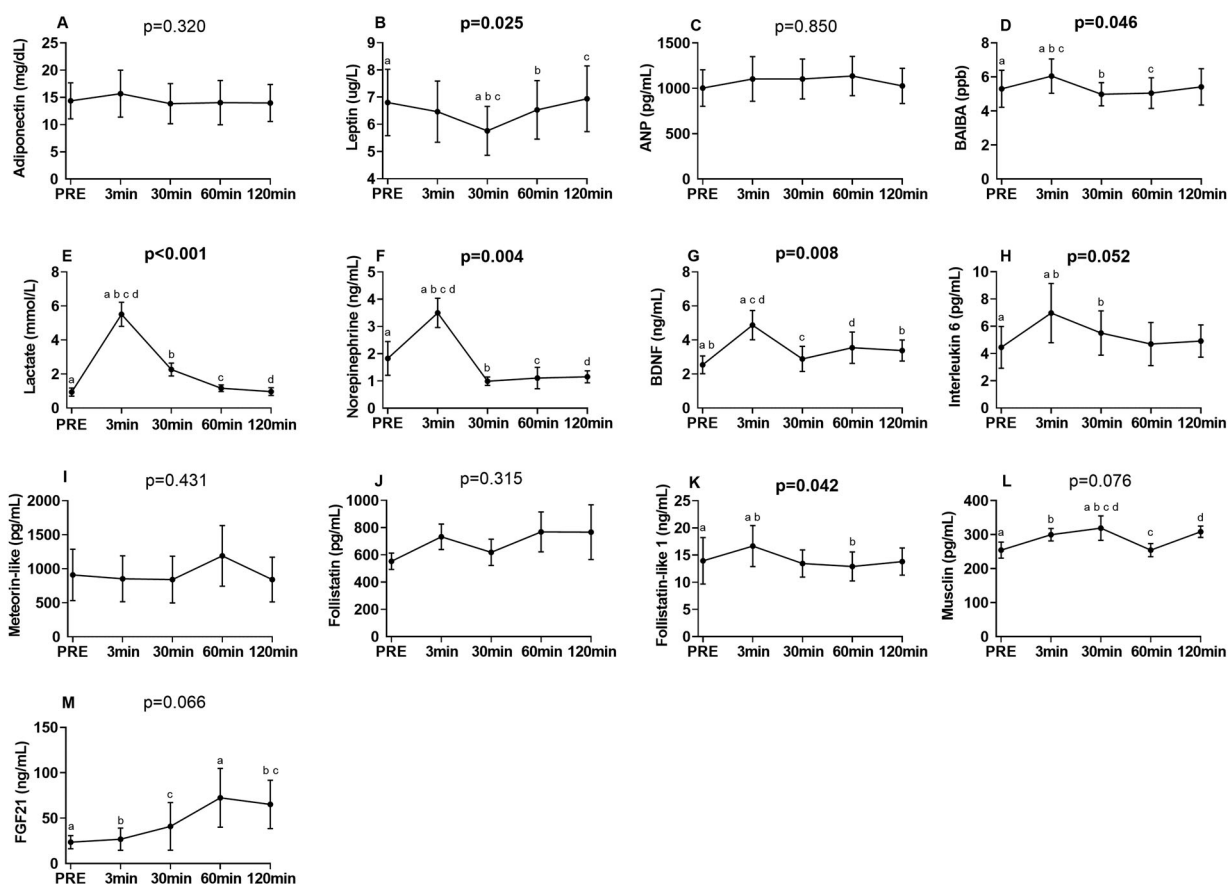 A
p=0.320
Adiponectin (mg/dL)
25
20
15
10
5
0
PRE 3min 30min 60min 120min
B
p=0.025
Leptin (ug/L)
9
8
7
6
5
4
a
a b c
b
c
PRE 3min 30min 60min 120min
C
p=0.850
ANP (pg/mL)
1500
1000
500
0
PRE 3min 30min 60min 120min
D
p=0.046
BAIBA (ppb)
8
6
4
2
0
a
a b c
b
c
PRE 3min 30min 60min 120min
E
p<0.001
Lactate (mmol/L)
8
6
4
2
0
a
a b c d
b
c
d
PRE 3min 30min 60min 120min
F
p=0.004
Norepinephrine (ng/mL)
5
4
3
2
1
0
a
a b c d
b
c
d
PRE 3min 30min 60min 120min
G
p=0.008
BDNF (ng/mL)
8
6
4
2
0
a b
a c d
c
d
b
PRE 3min 30min 60min 120min
H
p=0.052
Interleukin 6 (pg/mL)
10
8
6
4
2
0
a
a b
b
PRE 3min 30min 60min 120min
I
p=0.431
Meteorin-like (pg/mL)
2000
1500
1000
500
0
PRE 3min 30min 60min 120min
J
p=0.315
Follistatin (pg/mL)
1000
800
600
400
200
0
PRE 3min 30min 60min 120min
K
p=0.042
Follistatin-like 1 (ng/mL)
25
20
15
10
5
0
a
a b
b
PRE 3min 30min 60min 120min
L
p=0.076
Musclin (pg/mL)
400
300
200
100
0
a
b
a b c d
c
d
PRE 3min 30min 60min 120min
M
p=0.066
FGF21 (ng/mL)
150
100
50
0
a
b
c
a
b c
PRE 3min 30min 60min 120min